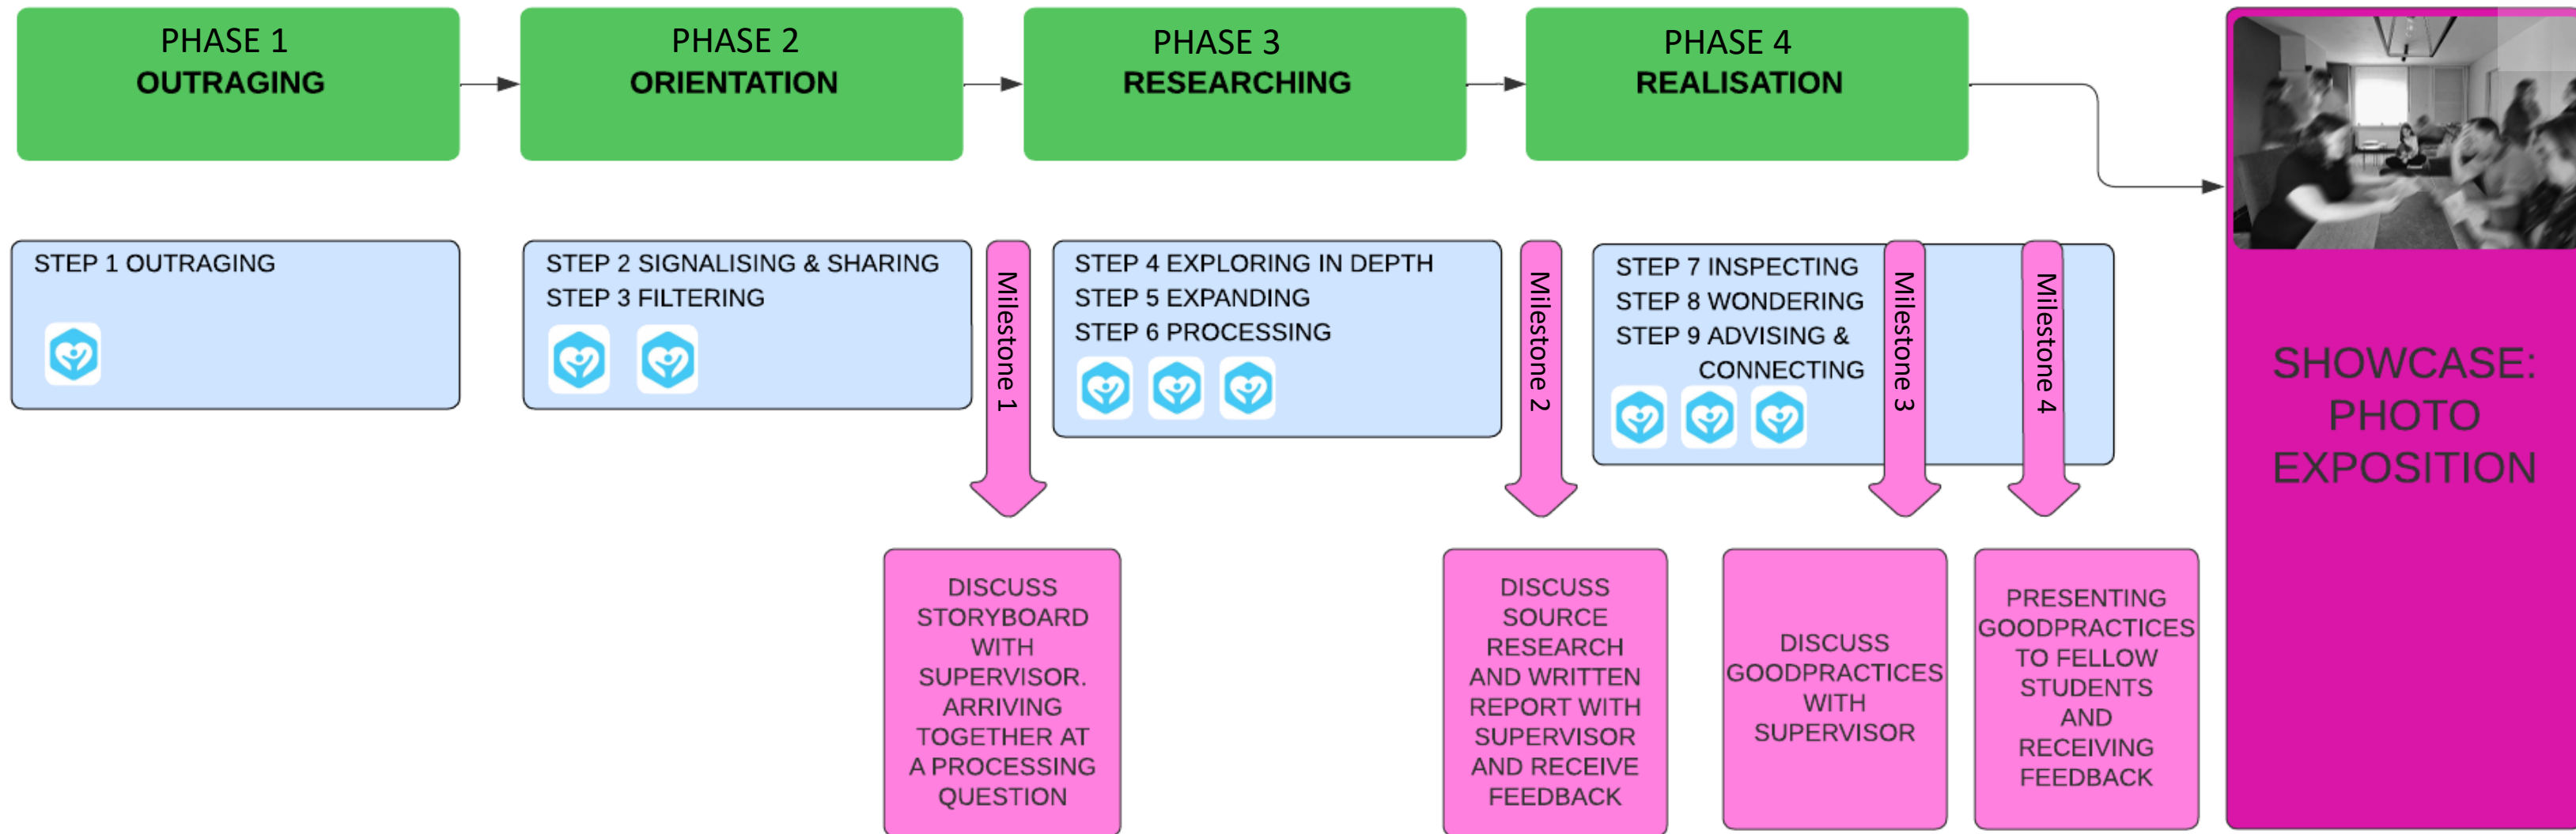 PHASE 1
OUTRAGING
PHASE 2
ORIENTATION
PHASE 3
RESEARCHING
PHASE 4
REALISATION
STEP 1 OUTRAGING
STEP 2 SIGNALISING & SHARING
STEP 3 FILTERING
Milestone 1
STEP 4 EXPLORING IN DEPTH
STEP 5 EXPANDING
STEP 6 PROCESSING
Milestone 2
STEP 7 INSPECTING
STEP 8 WONDERING
STEP 9 ADVISING &
CONNECTING
Milestone 3
Milestone 4
DISCUSS
STORYBOARD
WITH
SUPERVISOR.
ARRIVING
TOGETHER AT
A PROCESSING
QUESTION
DISCUSS
SOURCE
RESEARCH
AND WRITTEN
REPORT WITH
SUPERVISOR
AND RECEIVE
FEEDBACK
DISCUSS
GOODPRACTICES
WITH
SUPERVISOR
PRESENTING
GOODPRACTICES
TO FELLOW
STUDENTS
AND
RECEIVING
FEEDBACK
SHOWCASE:
PHOTO
EXPOSITION